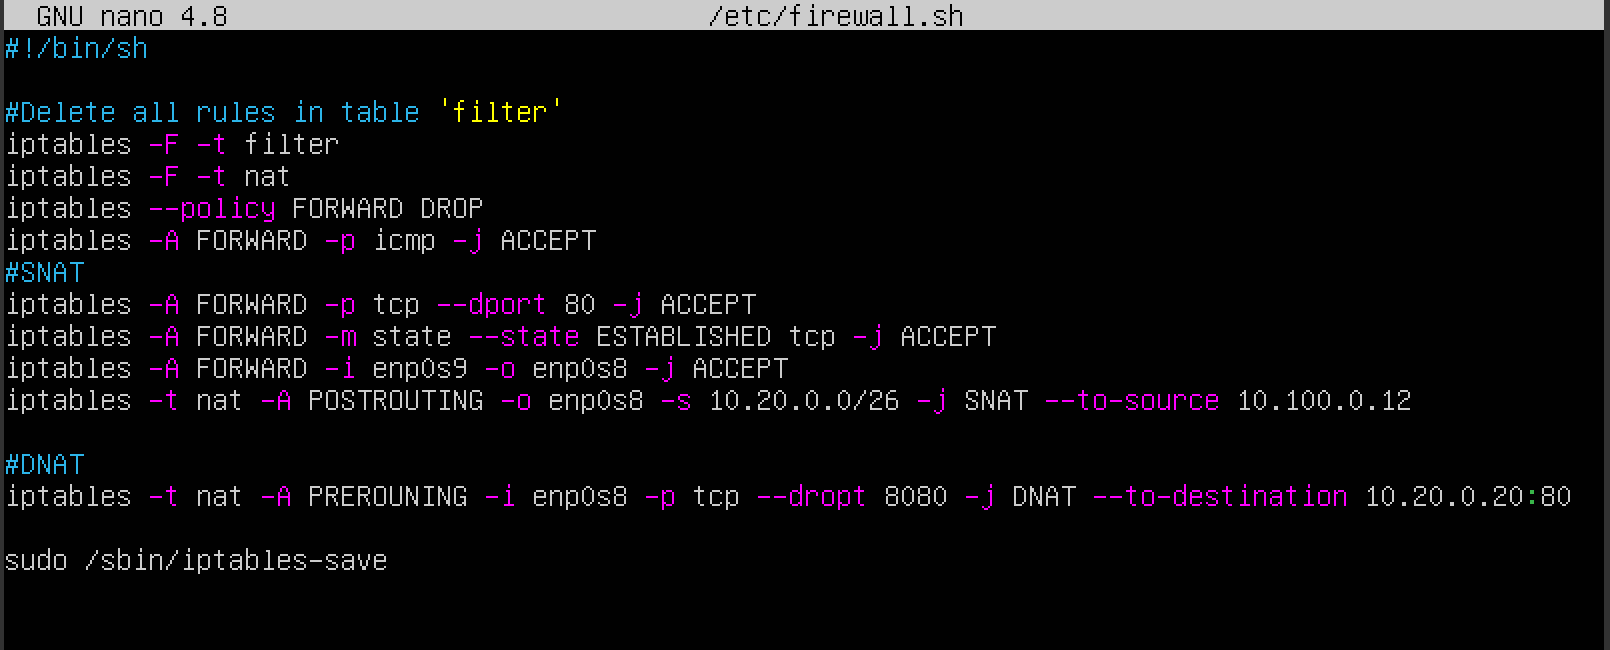 GNU nano 4.8 /etc/firewall.sh
#!/bin/sh
#Delete all rules in table 'filter'
iptables -F -t filter
iptables -F -t nat
iptables --policy FORWARD DROP
iptables -A FORWARD -p icmp -j ACCEPT
#SNAT
iptables -A FORWARD -p tcp --dport 80 -j ACCEPT
iptables -A FORWARD -m state --state ESTABLISHED tcp -j ACCEPT
iptables -A FORWARD -i enp0s9 -o enp0s8 -j ACCEPT
iptables -t nat -A POSTROUTING -o enp0s8 -s 10.20.0.0/26 -j SNAT --to-source 10.100.0.12
#DNAT
iptables -t nat -A PREROUNING -i enp0s8 -p tcp --dropt 8080 -j DNAT --to-destination 10.20.0.20:80
sudo /sbin/iptables-save